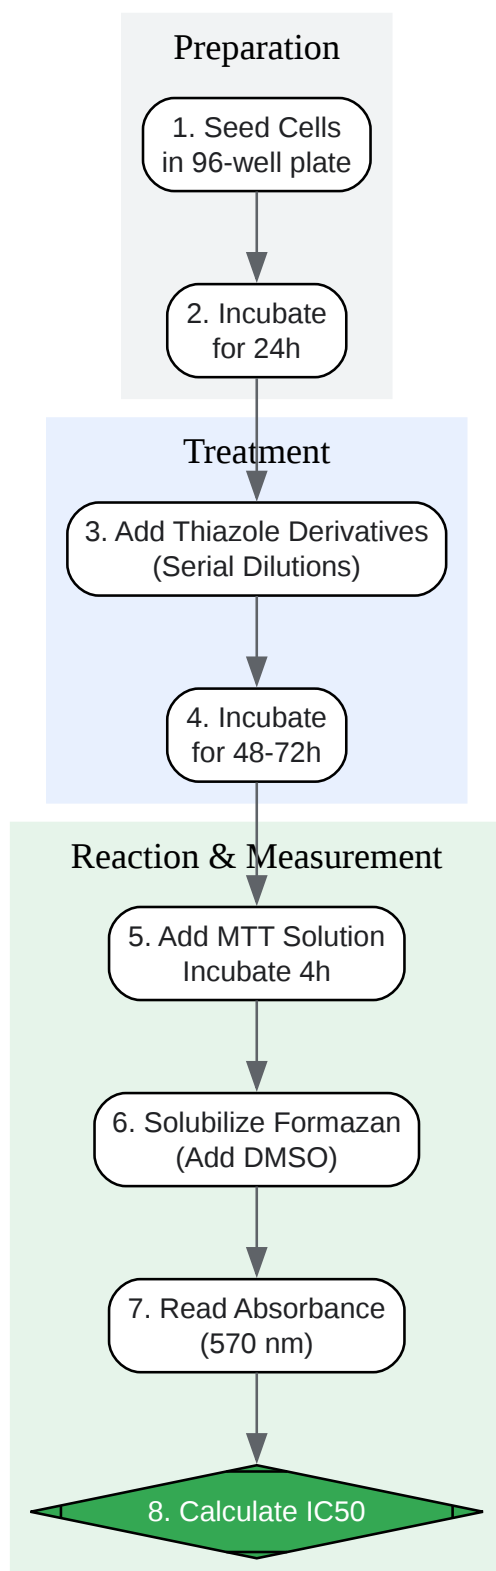 Preparation
1. Seed Cells
in 96-well plate
2. Incubate
for 24h
Treatment
3. Add Thiazole Derivatives
(Serial Dilutions)
4. Incubate
for 48-72h
Reaction & Measurement
5. Add MTT Solution
Incubate 4h
6. Solubilize Formazan
(Add DMSO)
7. Read Absorbance
(570 nm)
8. Calculate IC50